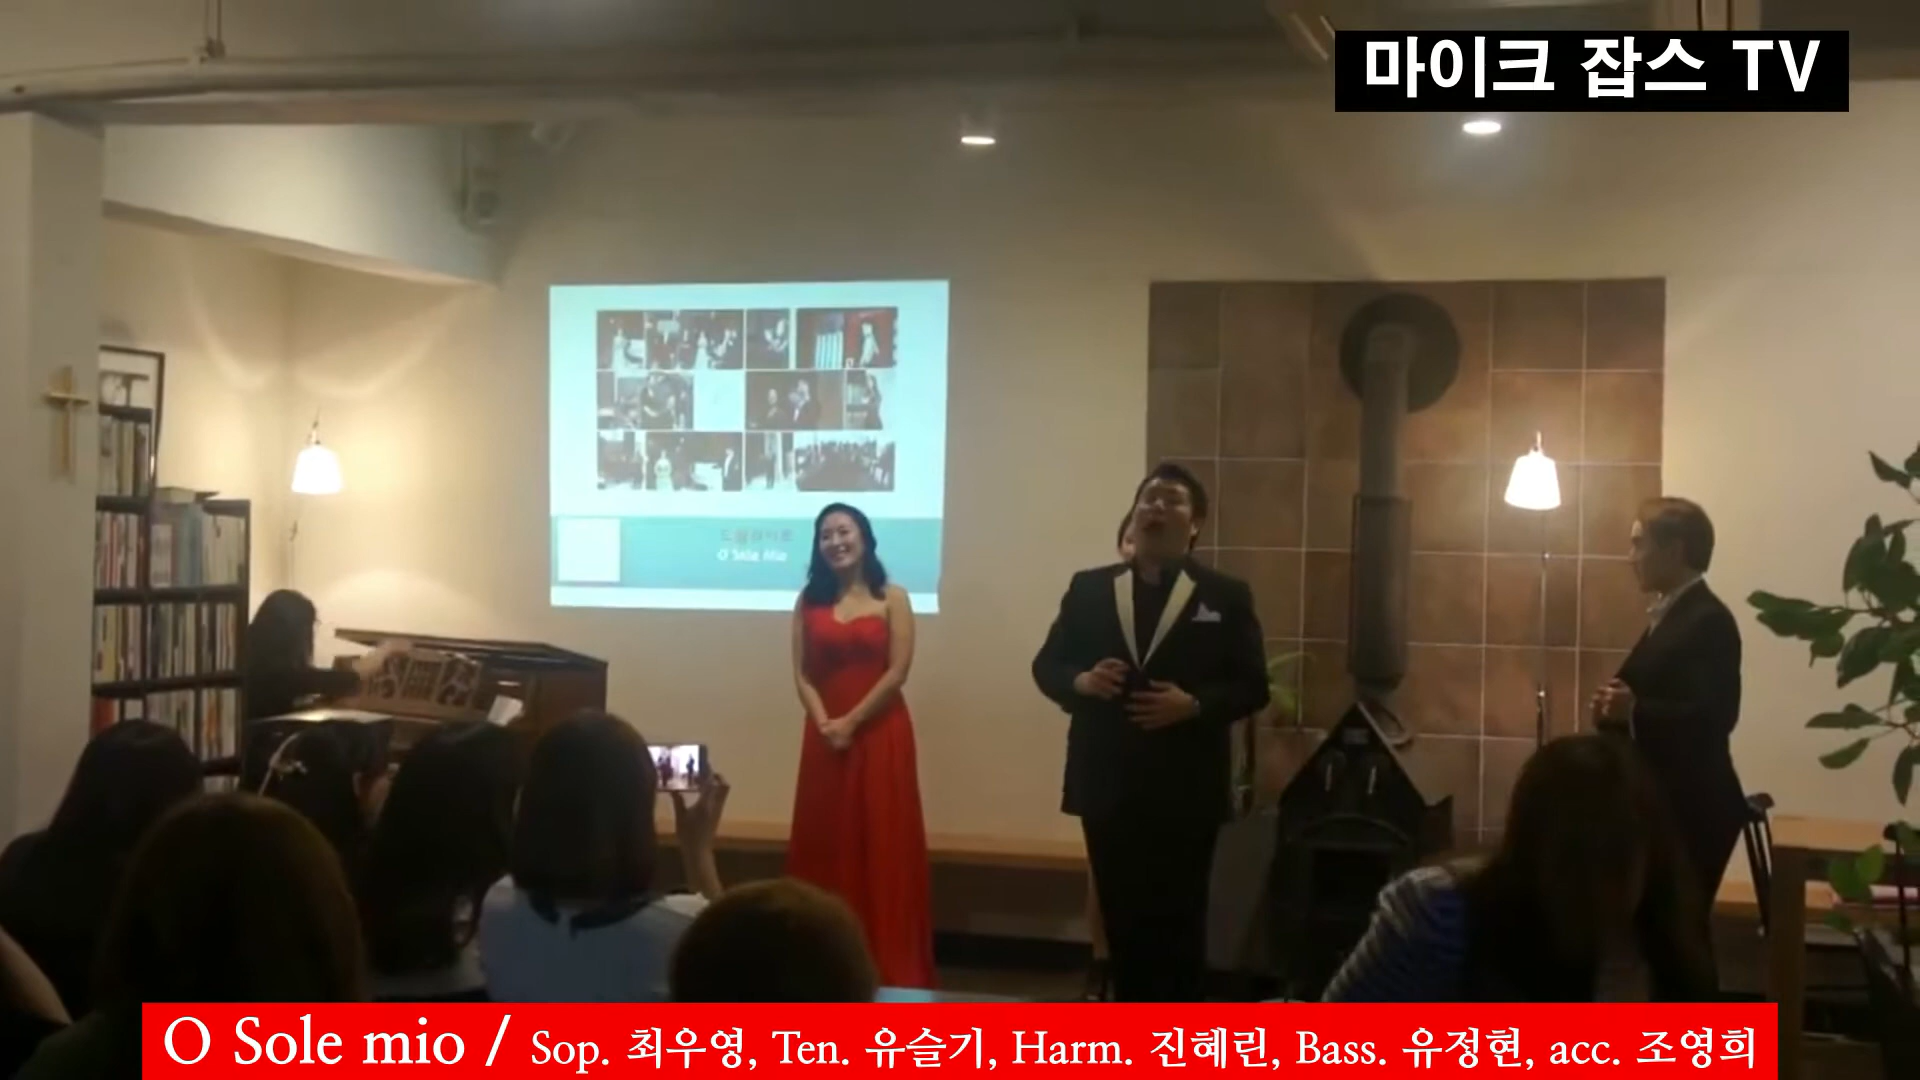 마이크 잡스 TV
O Sole Mio
O Sole mio / Sop. 최우영, Ten. 유슬기, Harm. 진혜린, Bass. 유정현, acc. 조영희